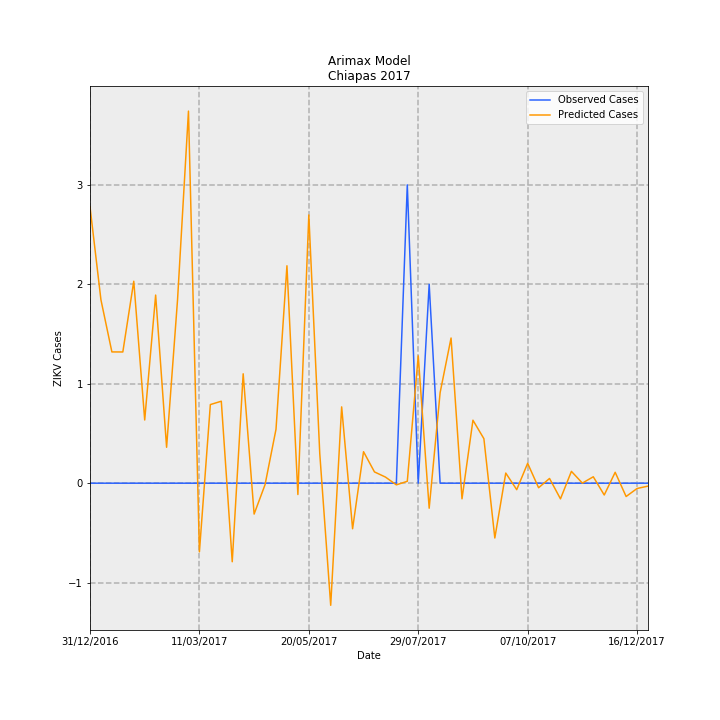 Arimax Model
Chiapas 2017
Observed Cases
Predicted Cases
ZIKV Cases
3
2
1
0
−1
31/12/2016 11/03/2017 20/05/2017 29/07/2017 07/10/2017 16/12/2017
Date